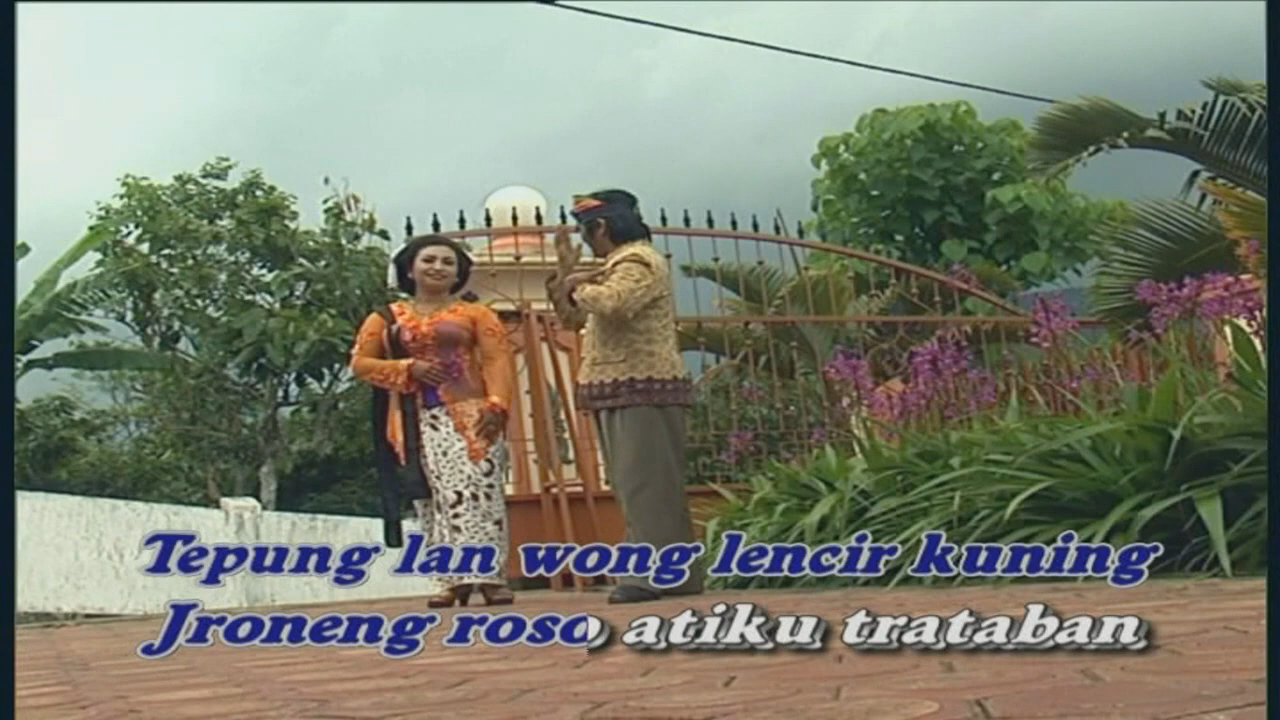 Tepung lan wong lencir kuning
Jroneng roso atiku trataban